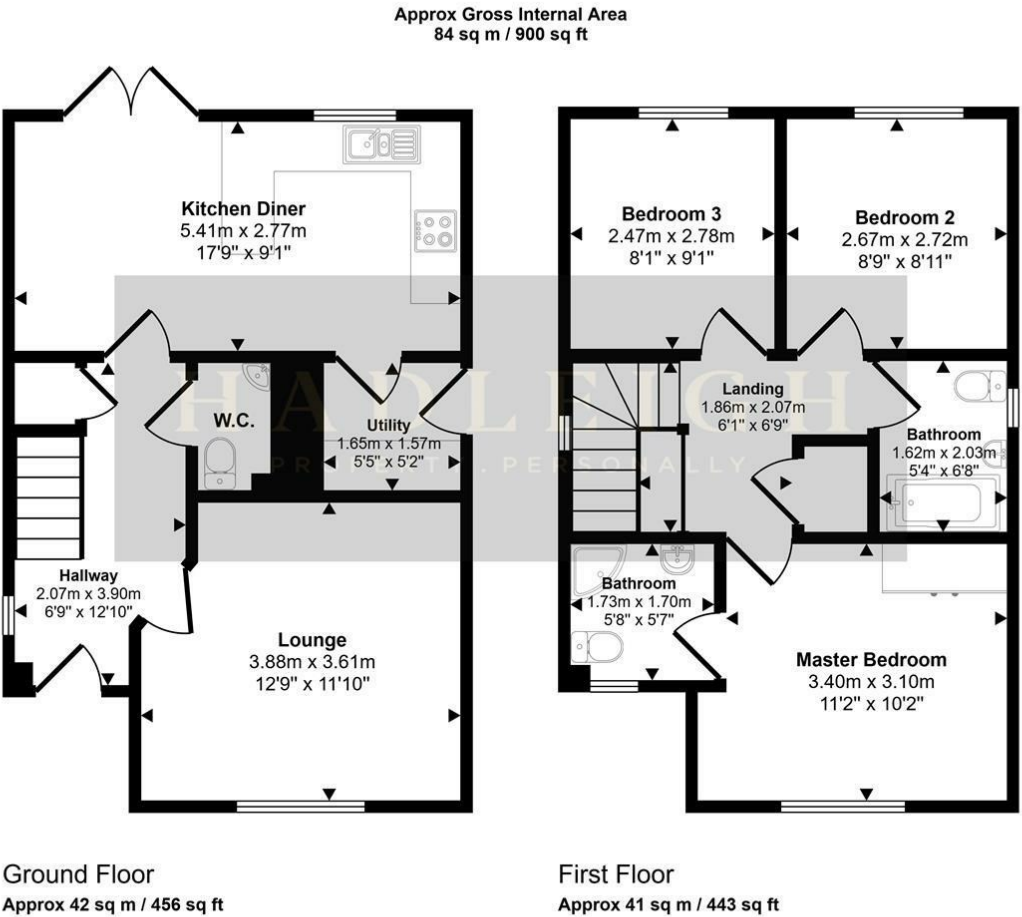 Approx Gross Internal Area
84 sq m / 900 sq ft
Kitchen Diner
5.41m x 2.77m
17'9" x 9'1"
W.C.
Utility
1.65m x 1.57m
5'5" x 5'2"
Hallway
2.07m x 3.90m
6'9" x 12'10"
Lounge
3.88m x 3.61m
12'9" x 11'10"
Bedroom 3
2.47m x 2.78m
8'1" x 9'1"
Bedroom 2
2.67m x 2.72m
8'9" x 8'11"
Landing
1.86m x 2.07m
6'1" x 6'9"
Bathroom
1.62m x 2.03m
5'4" x 6'8"
Bathroom
1.73m x 1.70m
5'8" x 5'7"
Master Bedroom
3.40m x 3.10m
11'2" x 10'2"
HADLEIGH
PROPERTY. PERSONALLY
Ground Floor
Approx 42 sq m / 456 sq ft
First Floor
Approx 41 sq m / 443 sq ft